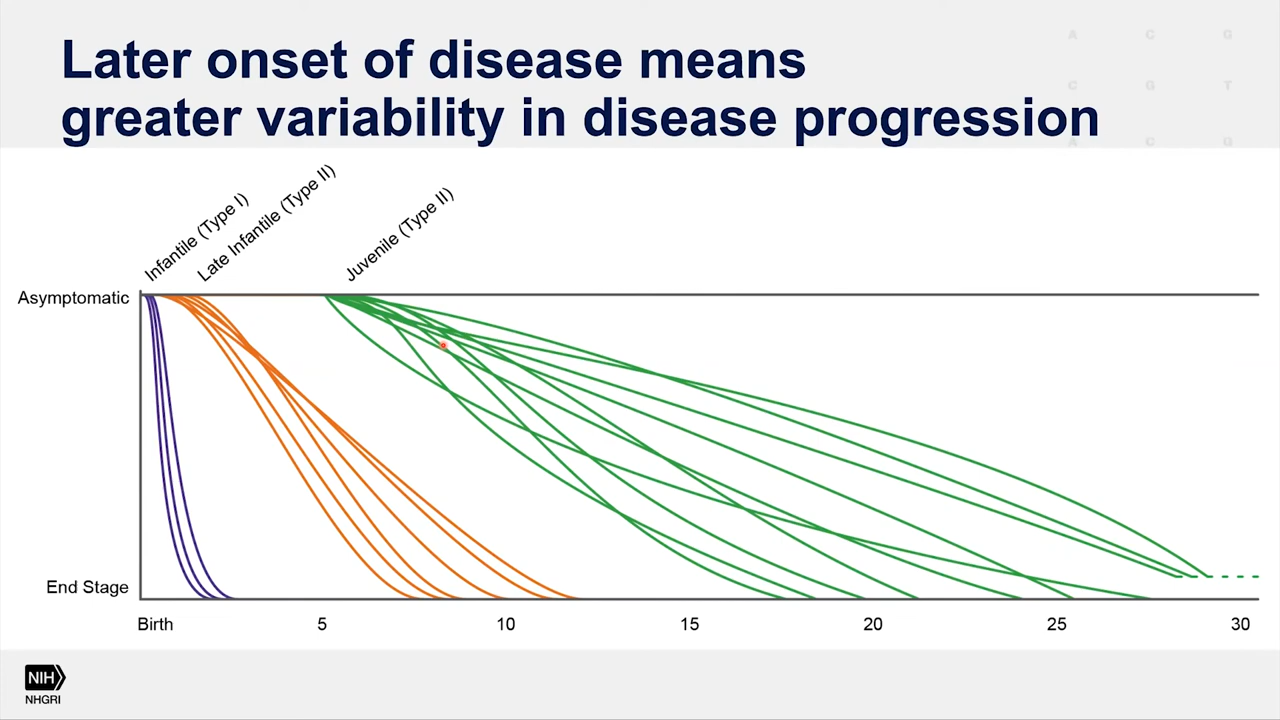 Later onset of disease means
greater variability in disease progression
A C G
C G T
A C G
Infantile (Type I)
Late Infantile (Type II)
Juvenile (Type II)
Asymptomatic
End Stage
Birth 5 10 15 20 25 30
NIH
NHGRI